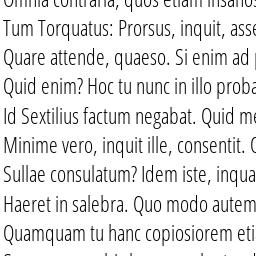 Omnia contraria, quos etiam insanos
Tum Torquatus: Prorsus, inquit, asse
Quare attende, quaeso. Si enim ad
Quid enim? Hoc tu nunc in illo proba
Id Sextilius factum negabat. Quid me
Minime vero, inquit ille, consentit.
Sullae consulatum? Idem iste, inqua
Haeret in salebra. Quo modo autem
Quamquam tu hanc copiosiorem eti